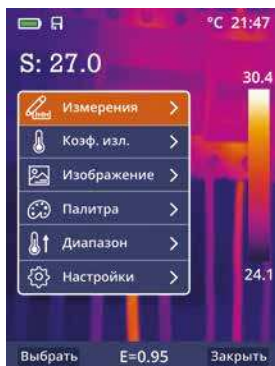 °C 21:47
S: 27.0
30.4
Измерения
Коэф. изл.
Изображение
Палитра
Диапазон
24.1
Настройки
Выбрать E=0.95 Закрыть